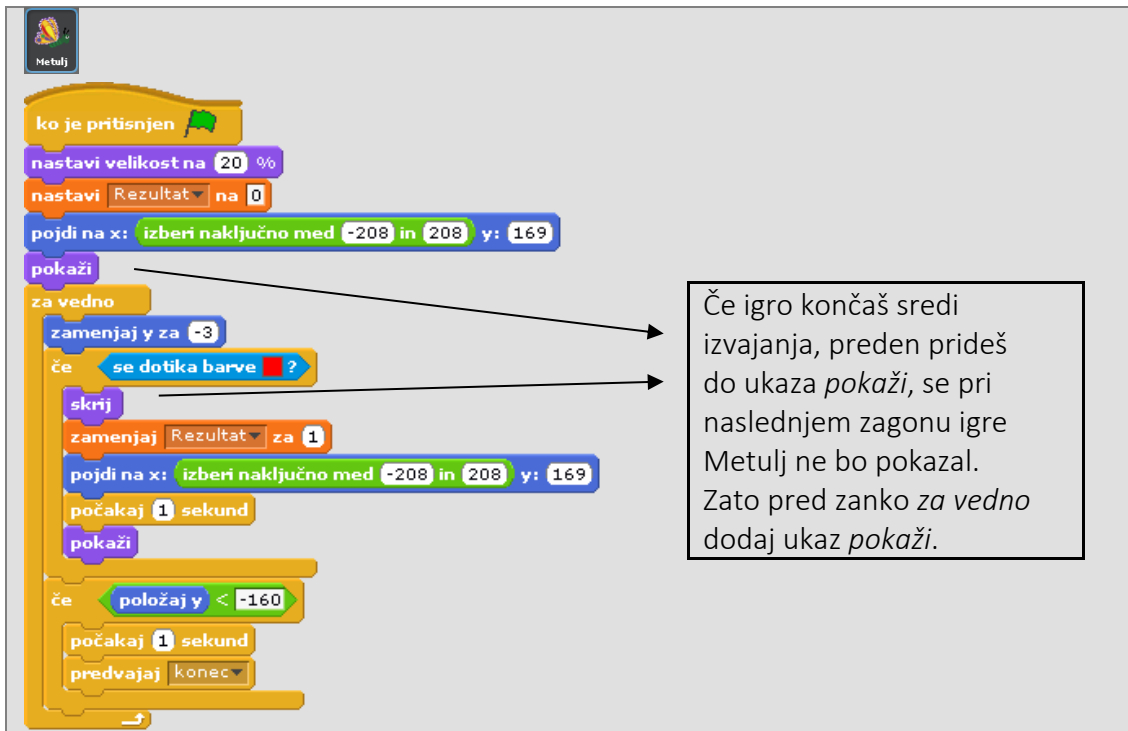 Metulj
ko je pritisnjen
nastavi velikost na 20 %
nastavi Rezultat na 0
pojdi na x: izberi naključno med -208 in 208 y: 169
pokaži
za vedno
zamenjaj y za -3
če se dotika barve ?
skrij
zamenjaj Rezultat za 1
pojdi na x: izberi naključno med -208 in 208 y: 169
počakaj 1 sekund
pokaži
če položaj y < -160
počakaj 1 sekund
predvajaj konec
Če igro končaš sredi
izvajanja, preden prideš
do ukaza pokaži, se pri
naslednjem zagonu igre
Metulj ne bo pokazal.
Zato pred zanko za vedno
dodaj ukaz pokaži.